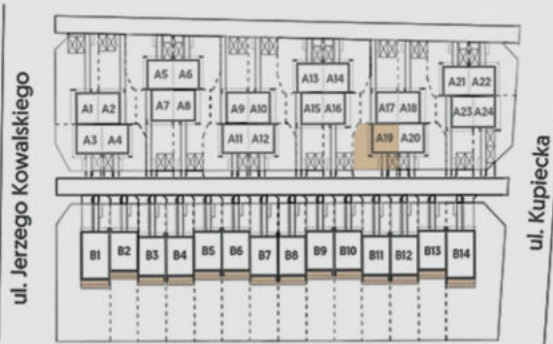 ul. Jerzego Kowalskiego
A5 A6
A13 A14
A21 A22
A1 A2
A7 A8
A9 A10
A15 A16
A17 A18
A23 A24
A3 A4
A11 A12
A19 A20
ul. Kupiecka
B1 B2 B3 B4 B5 B6 B7 B8 B9 B10 B11 B12 B13 B14